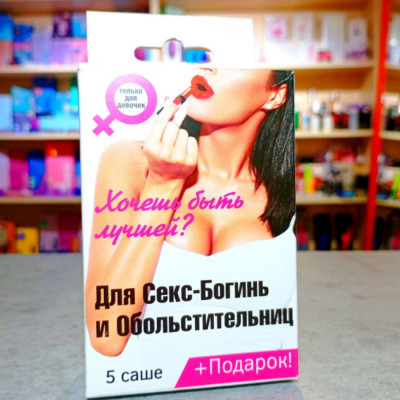 только
для
девочек
Хочешь быть
лучшей?
Для Секс-Богинь
и Обольстительниц
5 саше
+Подарок!